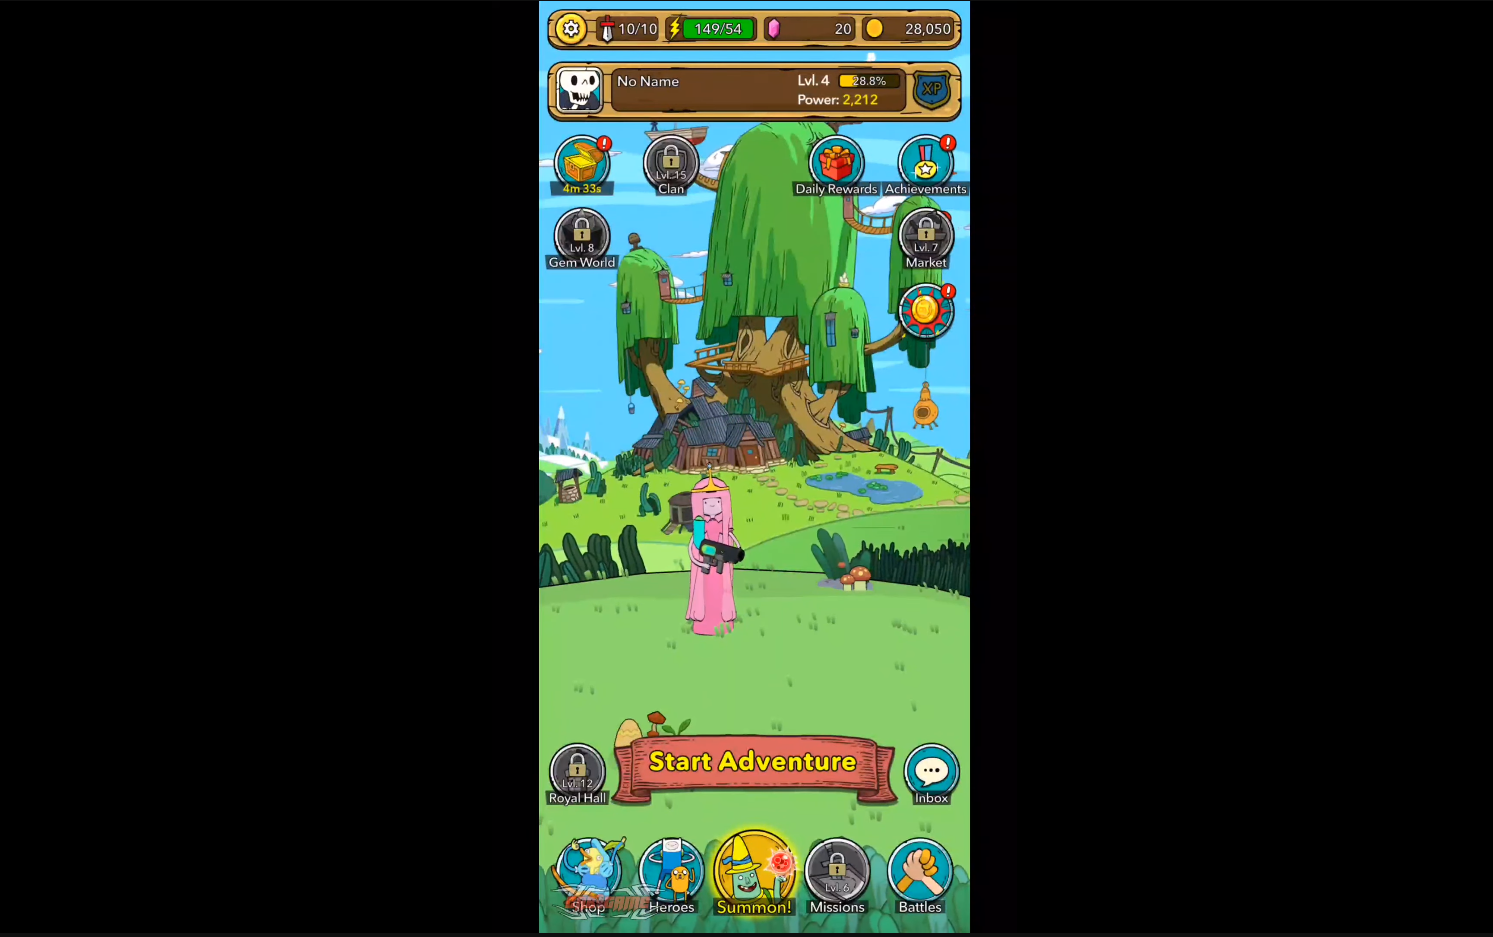 10/10 149/54 20 28,050
No Name Lvl. 4 28.8%
Power: 2,212 XP
4m 33s Lvl. 15 Clan Daily Rewards Achievements
Lvl. 8 Gem World Lvl. 7 Market
Start Adventure
Lvl. 12 Royal Hall Inbox
Shop Heroes Summon! Lvl. 6 Missions Battles